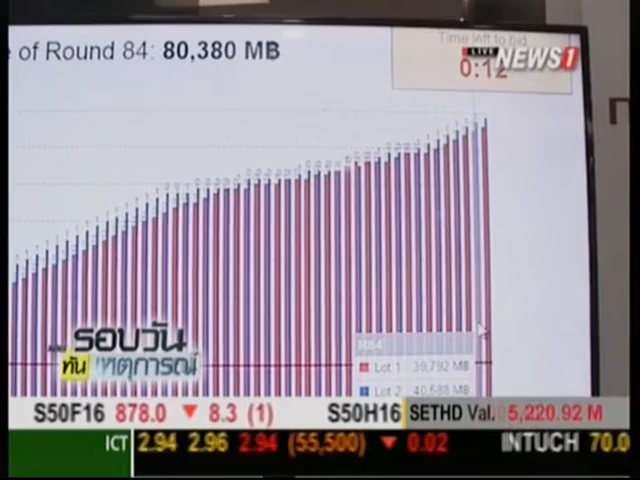 e of Round 84: 80,380 MB
Time left to bid
0:12
LIVE NEWS1
R84
Lot 1 : 39,792 MB
Lot 2 : 40,588 MB
รอบวัน
ทัน เหตุการณ์
S50F16 878.0 ▼ 8.3 (1) S50H16 SETHD Val. 5,220.92 M
ICT 2.94 2.96 2.94 (55,500) ▼ 0.02 INTUCH 70.0